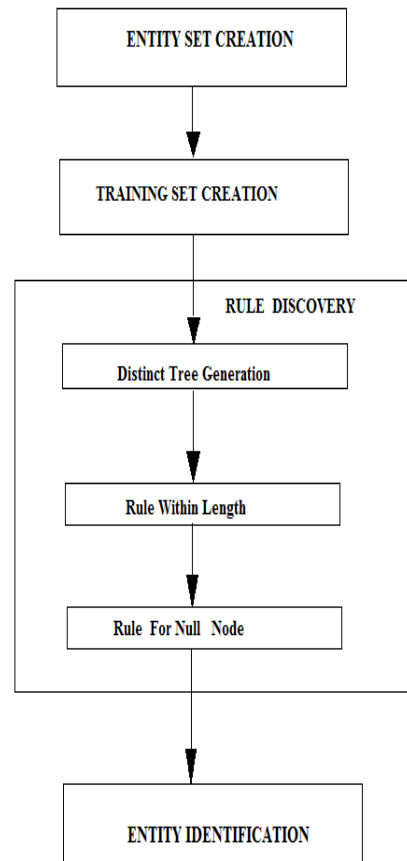 ENTITY SET CREATION
TRAINING SET CREATION
RULE DISCOVERY
Distinct Tree Generation
Rule Within Length
Rule For Null Node
ENTITY IDENTIFICATION